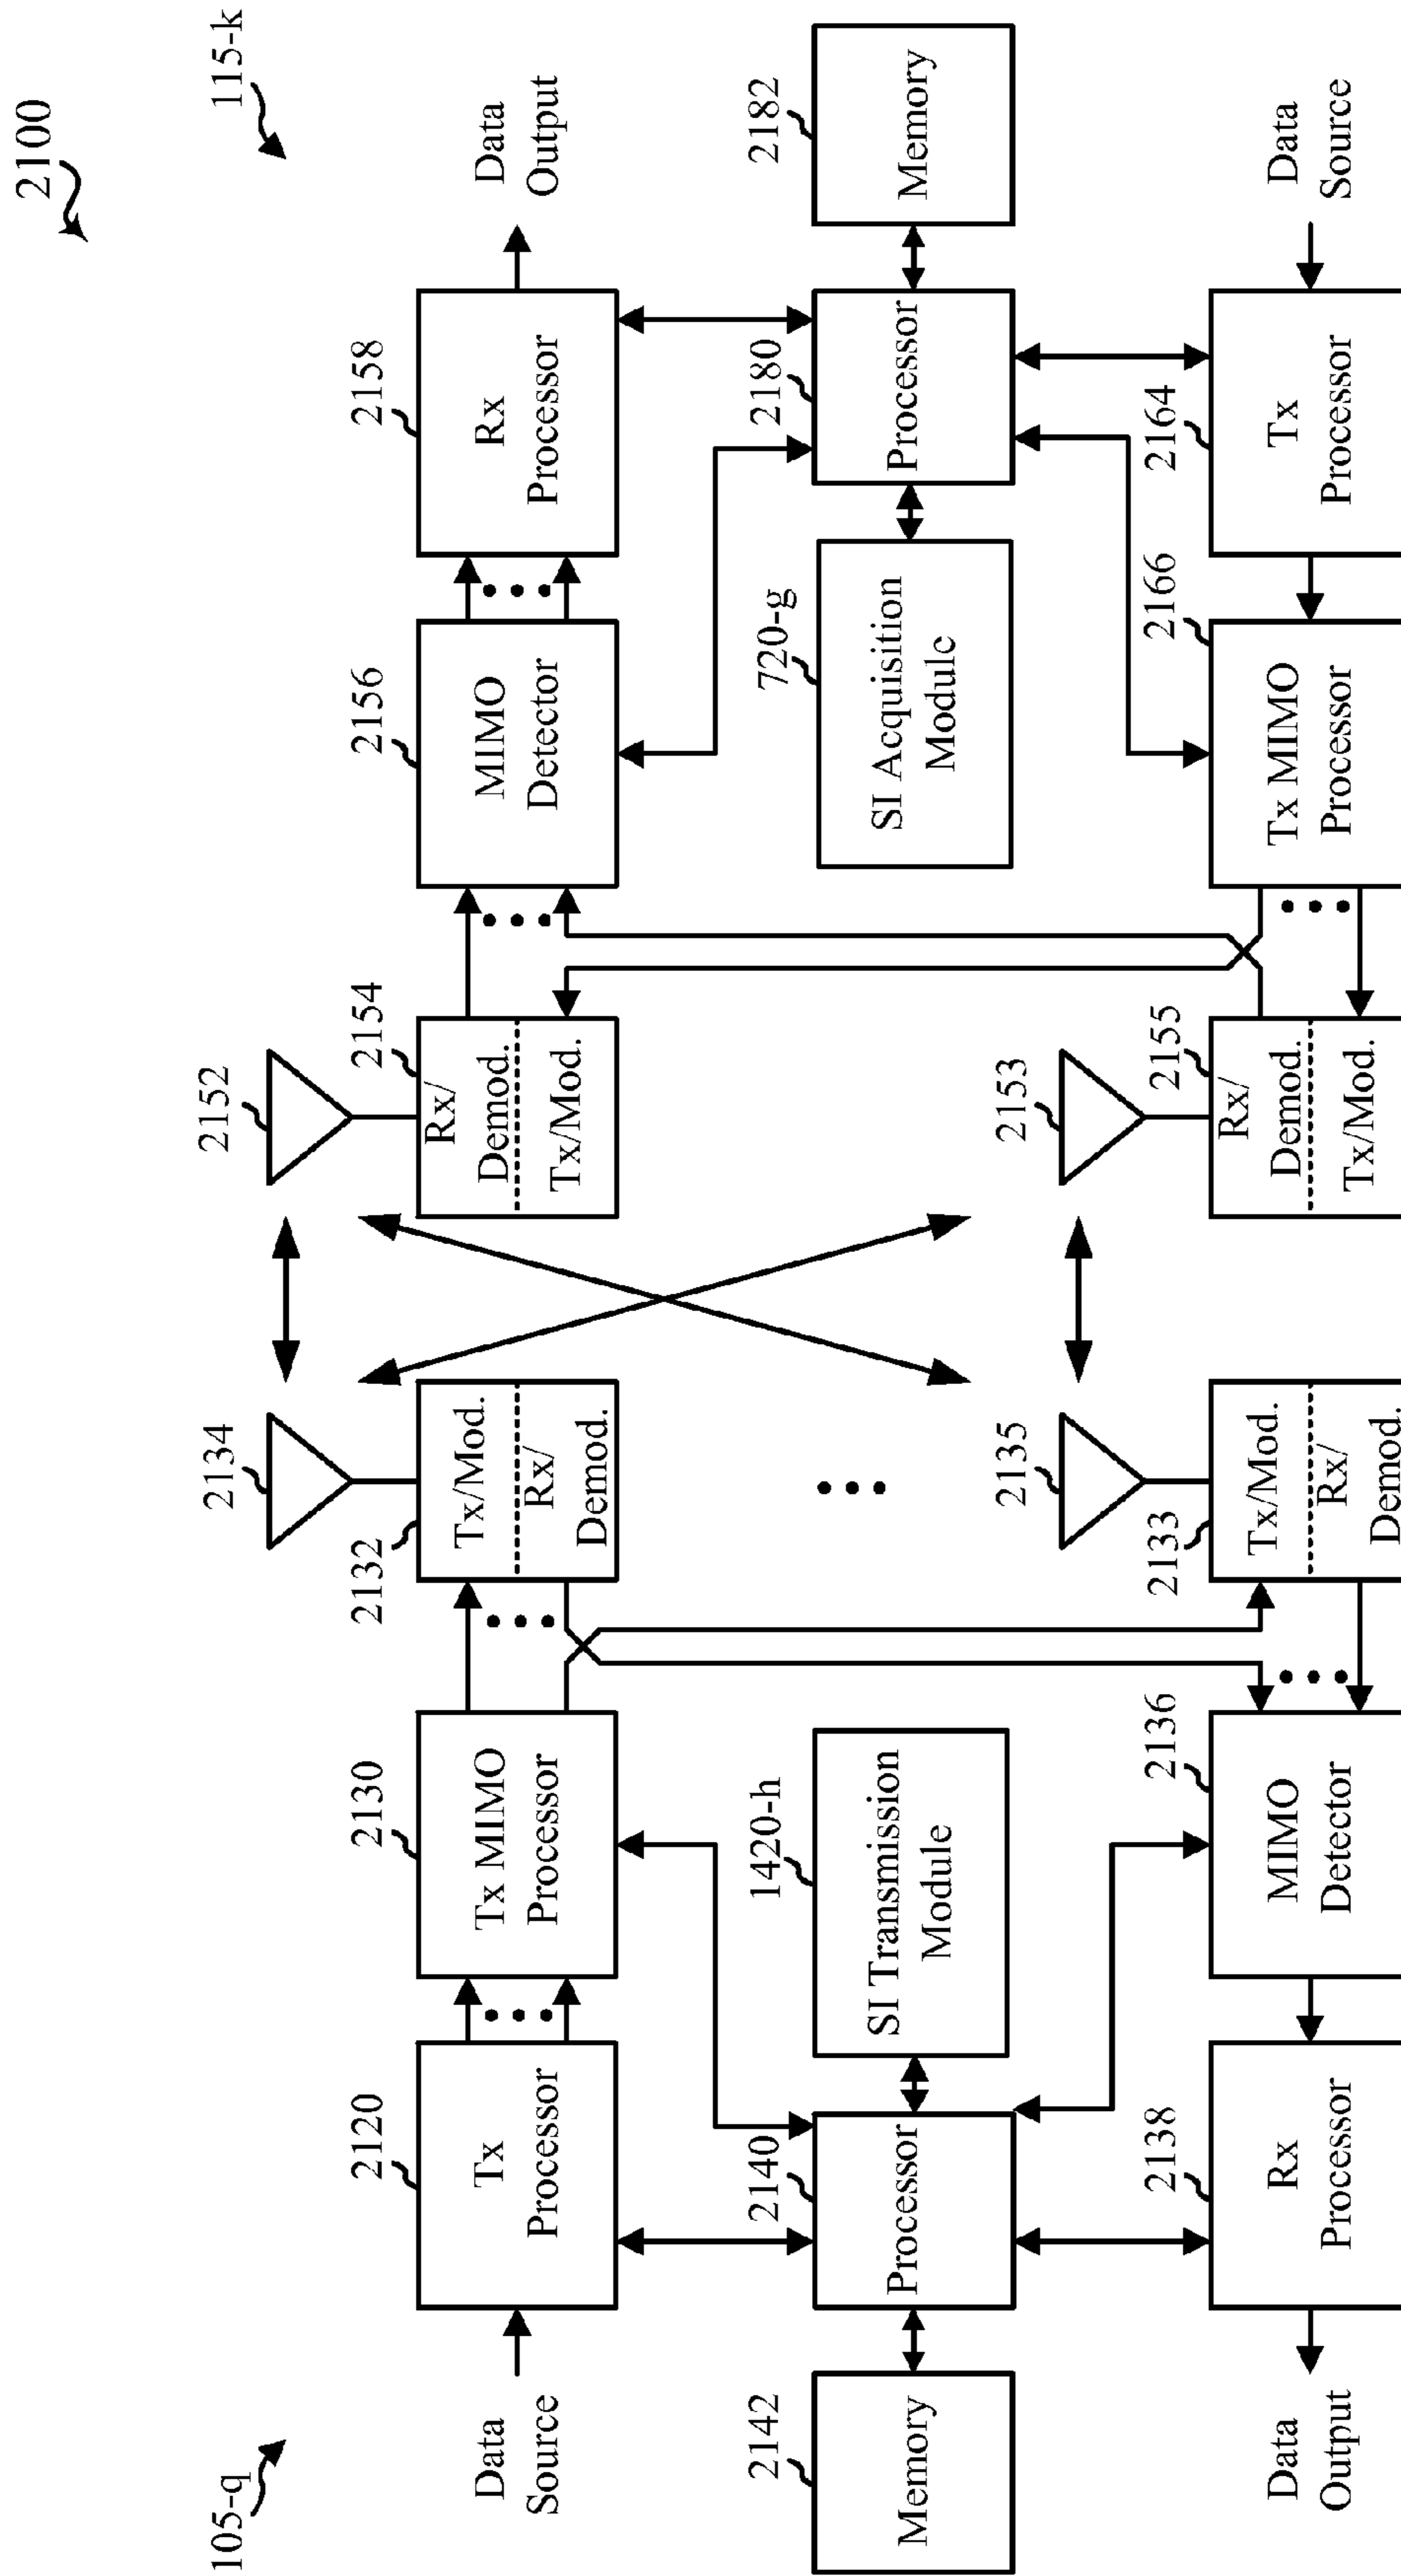 2100
105-q
115-k
2134
2152
Data
Source
2120
Tx
Processor
2130
Tx MIMO
Processor
2132
Tx/Mod.
Rx/
Demod.
2154
Rx/
Demod.
Tx/Mod.
2156
MIMO
Detector
2158
Rx
Processor
Data
Output
2142
Memory
2140
Processor
1420-h
SI Transmission
Module
720-g
SI Acquisition
Module
2180
Processor
2182
Memory
2135
2153
Data
Output
2138
Rx
Processor
2136
MIMO
Detector
2133
Tx/Mod.
Rx/
Demod.
2155
Rx/
Demod.
Tx/Mod.
2166
Tx MIMO
Processor
2164
Tx
Processor
Data
Source